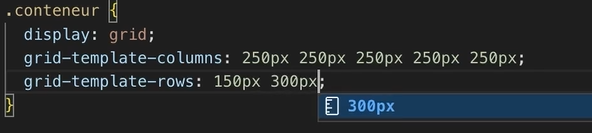 .conteneur {
display: grid;
grid-template-columns: 250px 250px 250px 250px 250px;
grid-template-rows: 150px 300px;
300px
}